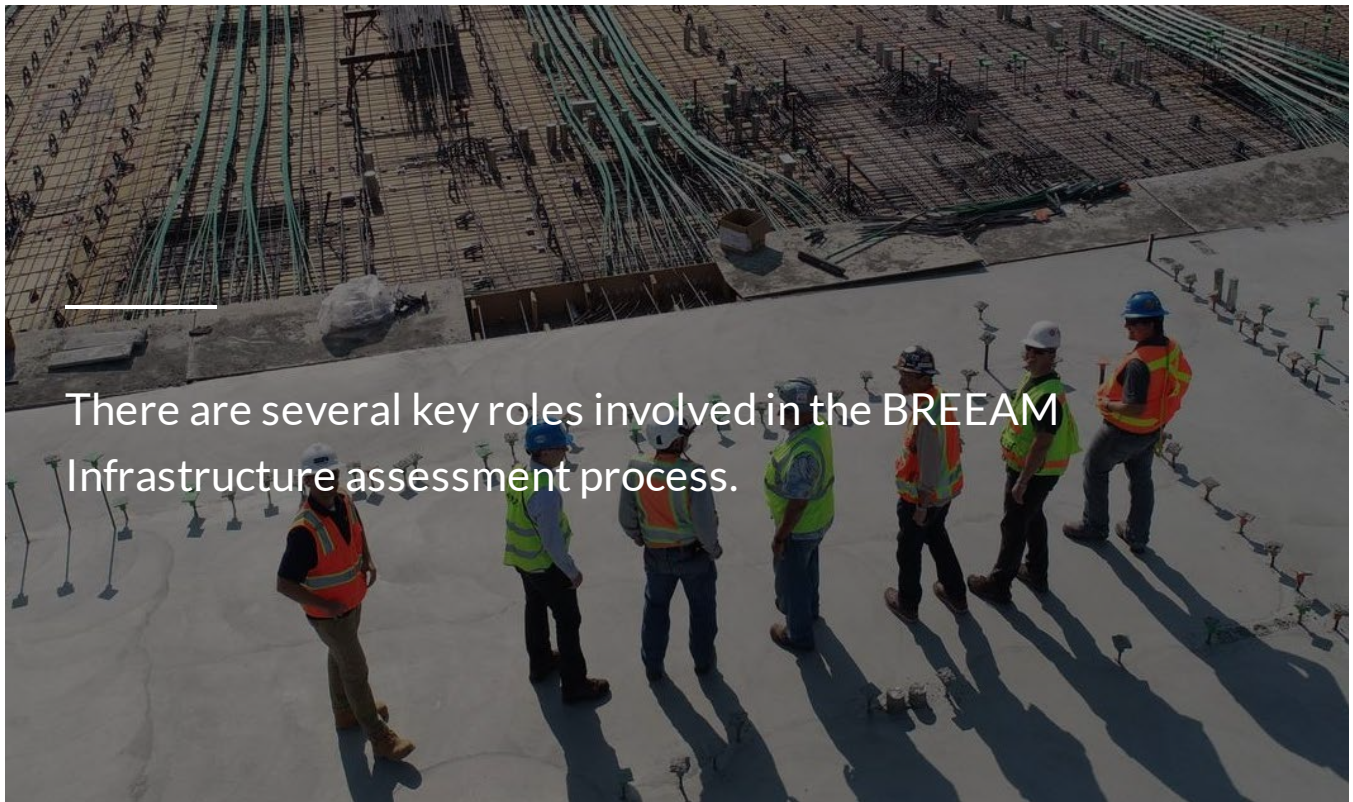 There are several key roles involved in the BREEAM
Infrastructure assessment process.